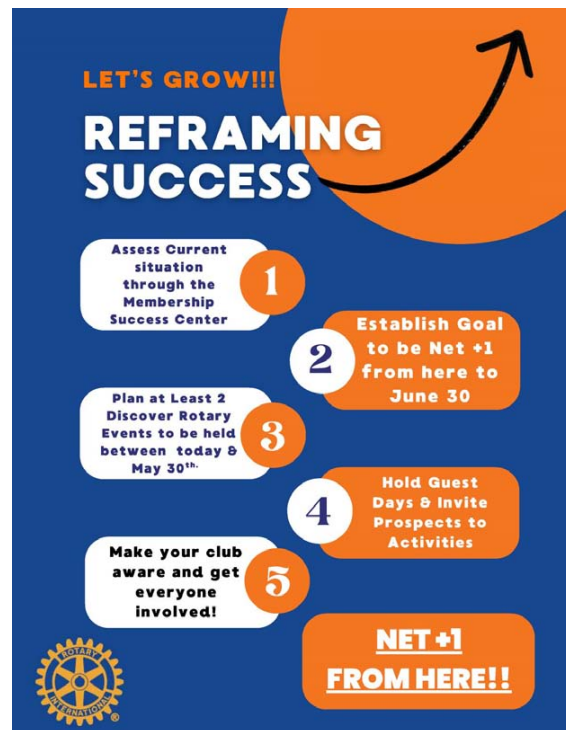 LET'S GROW!!!
REFRAMING
SUCCESS
Assess Current
situation
through the
Membership
Success Center
1
2
Establish Goal
to be Net +1
from here to
June 30
Plan at Least 2
Discover Rotary
Events to be held
between today &
May 30th.
3
4
Hold Guest
Days & Invite
Prospects to
Activities
Make your club
aware and get
everyone
involved!
5
NET +1
FROM HERE!!
ROTARY
INTERNATIONAL
®